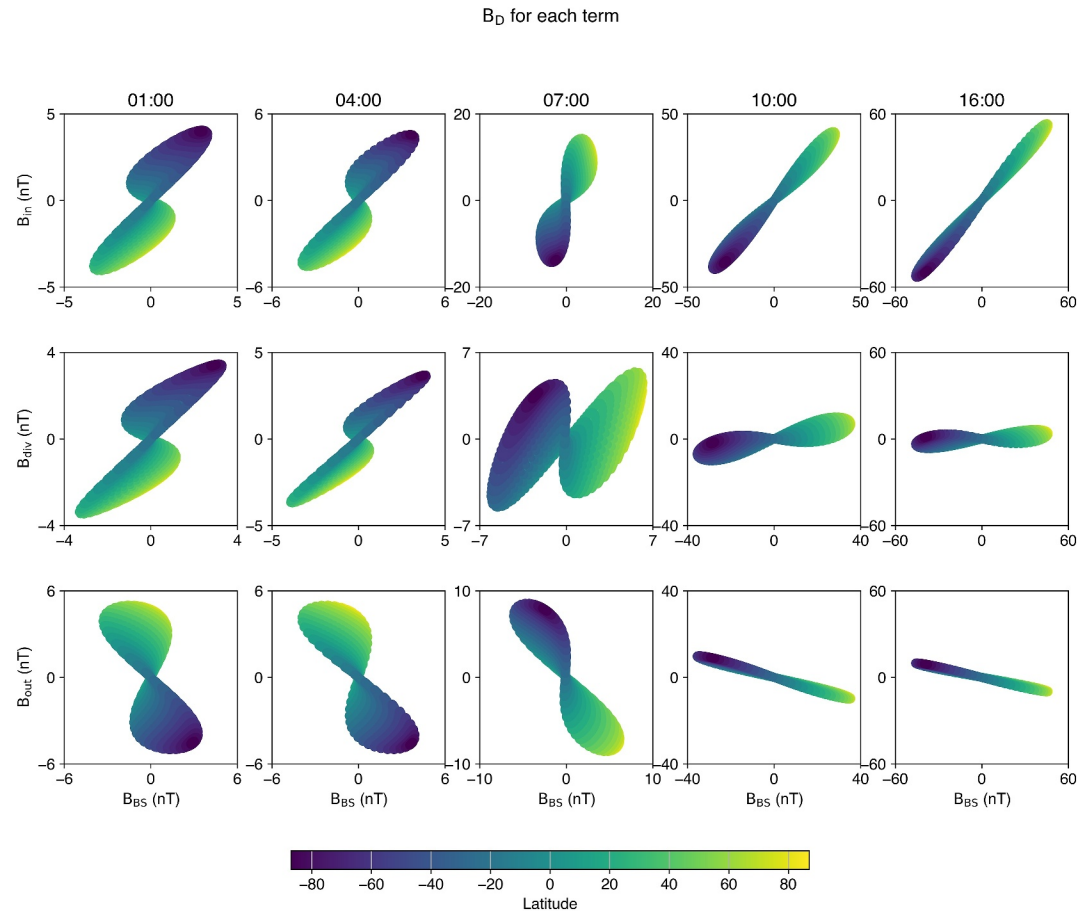 B_D for each term
01:00 04:00 07:00 10:00 16:00
B_in (nT)
5 0 −5
−5 0 5
6 0 −6
−6 0 6
20 0 −20
−20 0 20
50 0 −50
−50 0 50
60 0 −60
−60 0 60
B_div (nT)
4 0 −4
−4 0 4
5 0 −5
−5 0 5
7 0 −7
−7 0 7
40 0 −40
−40 0 40
60 0 −60
−60 0 60
B_out (nT)
6 0 −6
−6 0 6
6 0 −6
−6 0 6
10 0 −10
−10 0 10
40 0 −40
−40 0 40
60 0 −60
−60 0 60
B_BS (nT) B_BS (nT) B_BS (nT) B_BS (nT) B_BS (nT)
−80 −60 −40 −20 0 20 40 60 80
Latitude